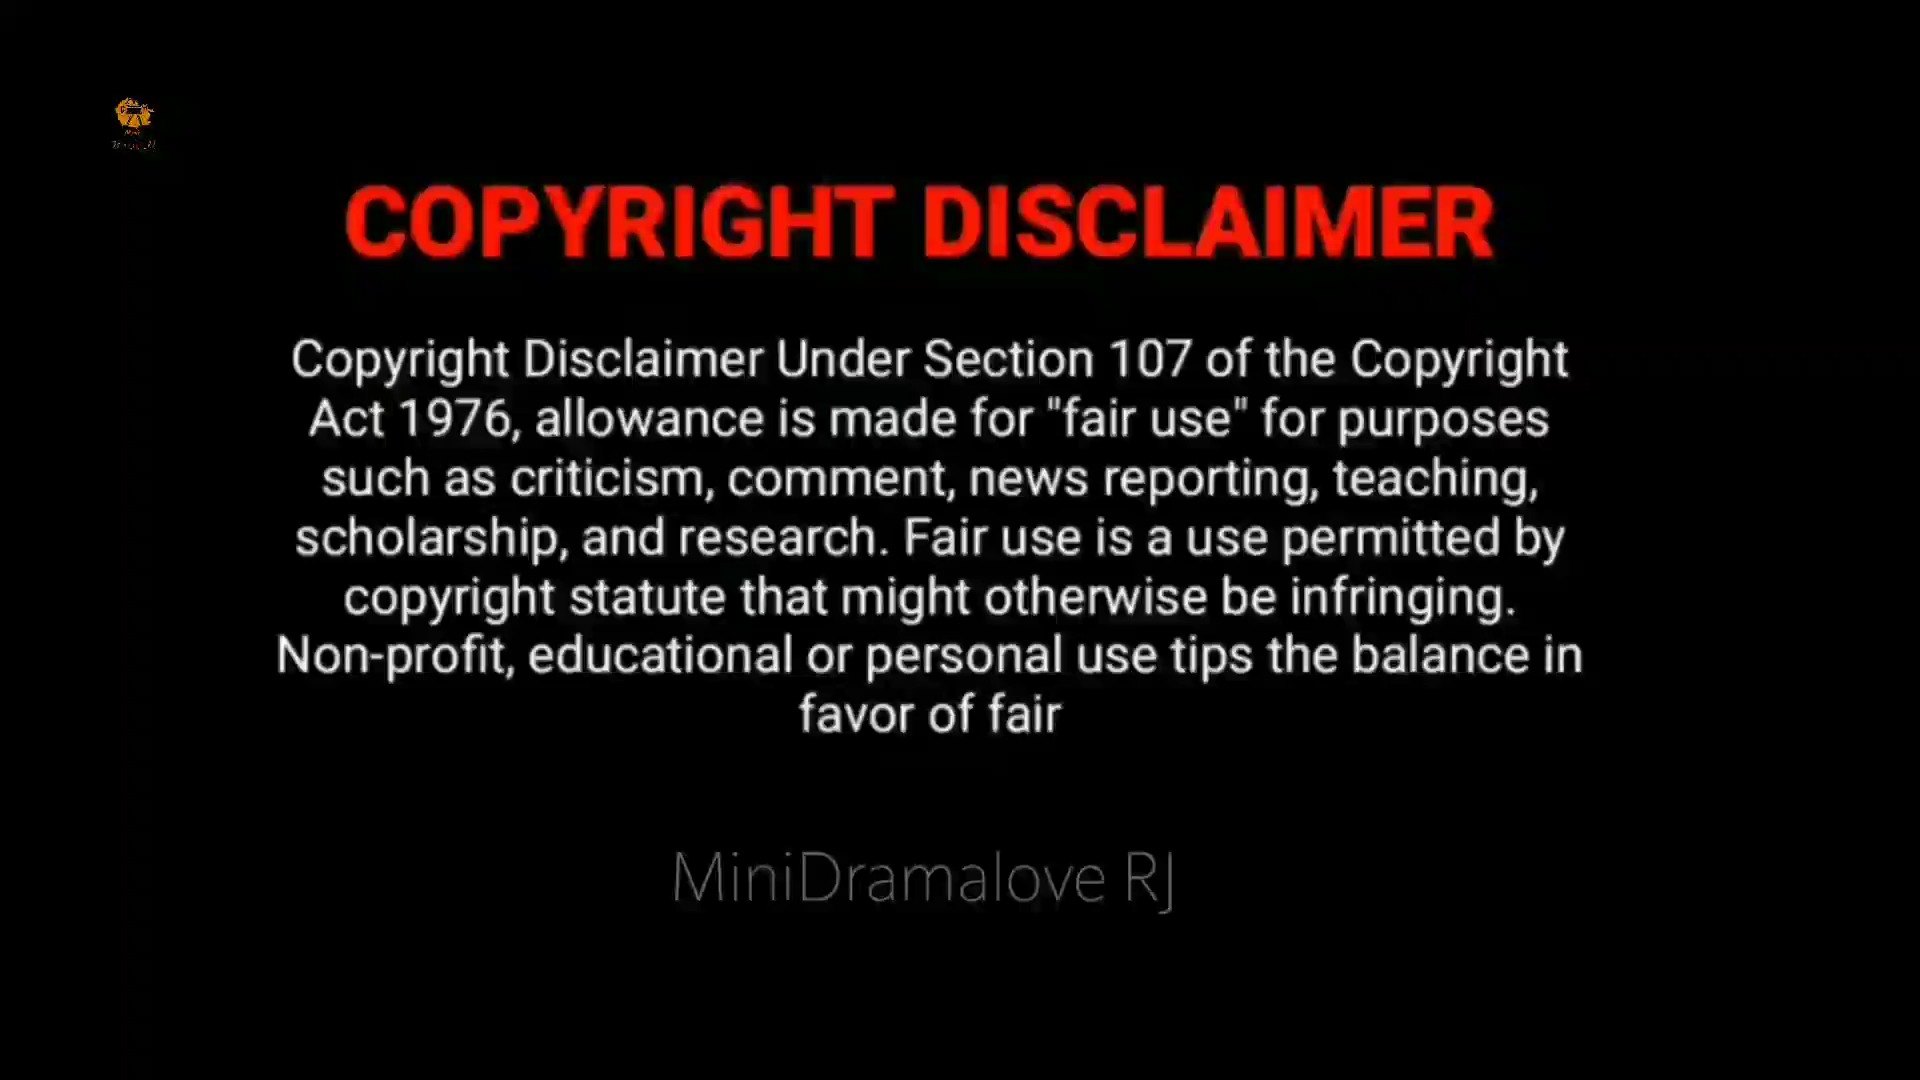 COPYRIGHT DISCLAIMER
Copyright Disclaimer Under Section 107 of the Copyright
Act 1976, allowance is made for "fair use" for purposes
such as criticism, comment, news reporting, teaching,
scholarship, and research. Fair use is a use permitted by
copyright statute that might otherwise be infringing.
Non-profit, educational or personal use tips the balance in
favor of fair
MiniDramalove RJ